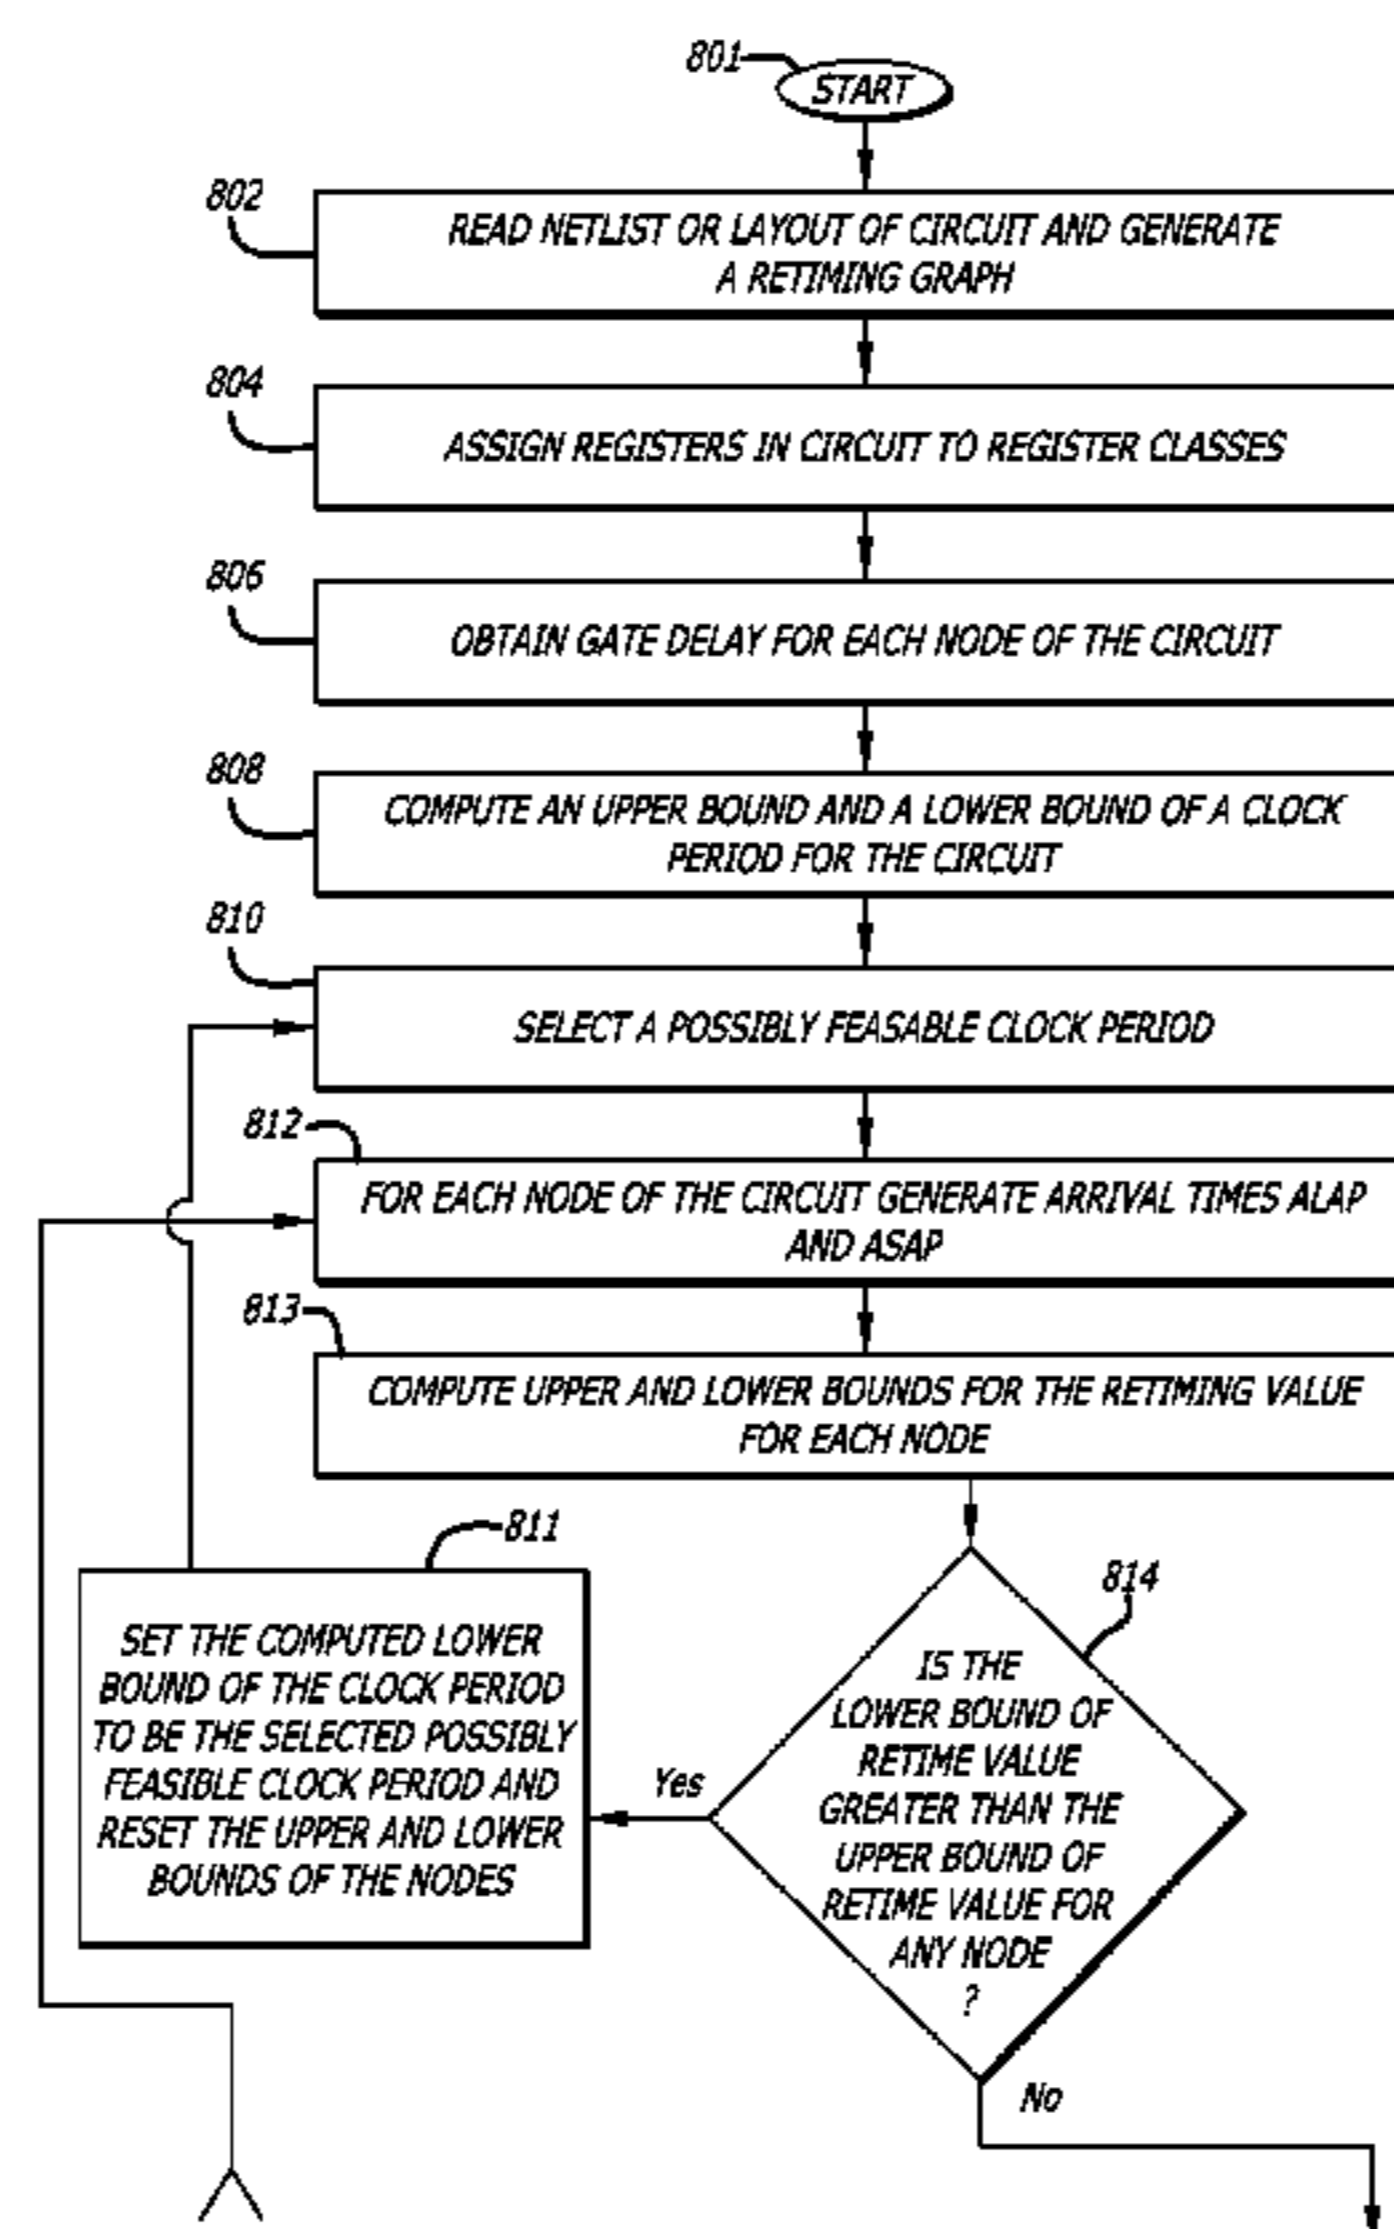 801
START
802
READ NETLIST OR LAYOUT OF CIRCUIT AND GENERATE
A RETIMING GRAPH
804
ASSIGN REGISTERS IN CIRCUIT TO REGISTER CLASSES
806
OBTAIN GATE DELAY FOR EACH NODE OF THE CIRCUIT
808
COMPUTE AN UPPER BOUND AND A LOWER BOUND OF A CLOCK
PERIOD FOR THE CIRCUIT
810
SELECT A POSSIBLY FEASABLE CLOCK PERIOD
812
FOR EACH NODE OF THE CIRCUIT GENERATE ARRIVAL TIMES ALAP
AND ASAP
813
COMPUTE UPPER AND LOWER BOUNDS FOR THE RETIMING VALUE
FOR EACH NODE
811
SET THE COMPUTED LOWER
BOUND OF THE CLOCK PERIOD
TO BE THE SELECTED POSSIBLY
FEASIBLE CLOCK PERIOD AND
RESET THE UPPER AND LOWER
BOUNDS OF THE NODES
Yes
814
IS THE
LOWER BOUND OF
RETIME VALUE
GREATER THAN THE
UPPER BOUND OF
RETIME VALUE FOR
ANY NODE
?
No